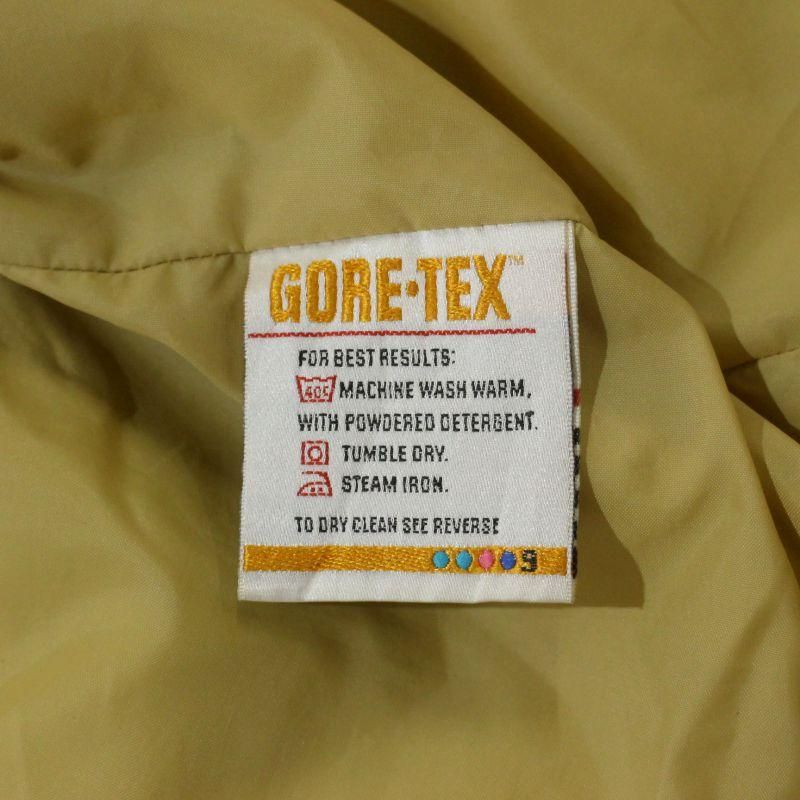 GORE·TEX™
FOR BEST RESULTS:
40C MACHINE WASH WARM,
WITH POWDERED DETERGENT.
TUMBLE DRY.
STEAM IRON.
TO DRY CLEAN SEE REVERSE
9